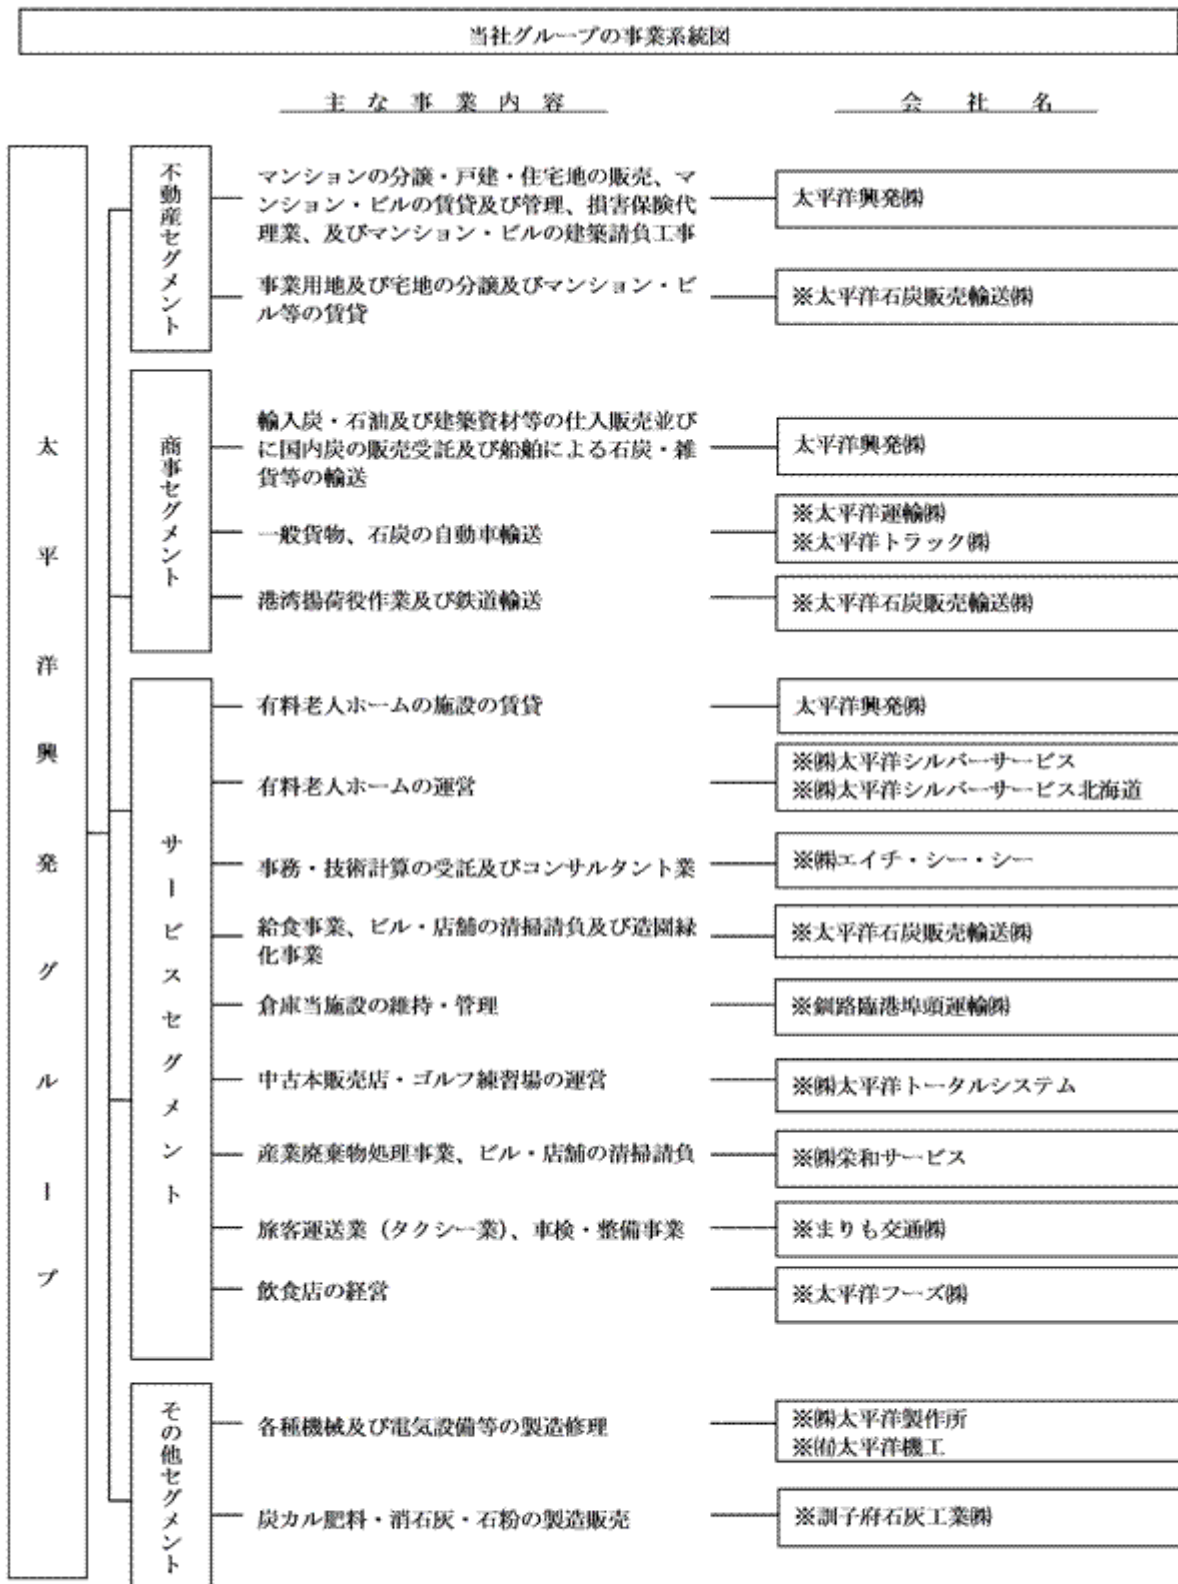 当社グループの事業系統図
主な事業内容
会社名
太平洋興発グループ
不動産セグメント
マンションの分譲・戸建・住宅地の販売、マ
ンション・ビルの賃貸及び管理、損害保険代
理業、及びマンション・ビルの建築請負工事
太平洋興発㈱
事業用地及び宅地の分譲及びマンション・ビ
ル等の賃貸
※太平洋石炭販売輸送㈱
商事セグメント
輸入炭・石油及び建築資材等の仕入販売並び
に国内炭の販売受託及び船舶による石炭・雑
貨等の輸送
太平洋興発㈱
一般貨物、石炭の自動車輸送
※太平洋運輸㈱
※太平洋トラック㈱
港湾揚荷役作業及び鉄道輸送
※太平洋石炭販売輸送㈱
サービスセグメント
有料老人ホームの施設の賃貸
太平洋興発㈱
有料老人ホームの運営
※㈱太平洋シルバーサービス
※㈱太平洋シルバーサービス北海道
事務・技術計算の受託及びコンサルタント業
※㈱エイチ・シー・シー
給食事業、ビル・店舗の清掃請負及び造園緑
化事業
※太平洋石炭販売輸送㈱
倉庫当施設の維持・管理
※釧路臨港埠頭運輸㈱
中古本販売店・ゴルフ練習場の運営
※㈱太平洋トータルシステム
産業廃棄物処理事業、ビル・店舗の清掃請負
※㈱栄和サービス
旅客運送業（タクシー業）、車検・整備事業
※まりも交通㈱
飲食店の経営
※太平洋フーズ㈱
その他セグメント
各種機械及び電気設備等の製造修理
※㈱太平洋製作所
※㈲太平洋機工
炭カル肥料・消石灰・石粉の製造販売
※訓子府石灰工業㈱